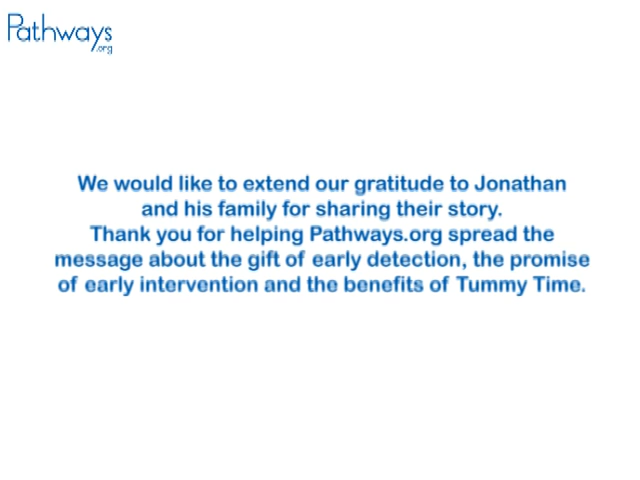 Pathways
.org
We would like to extend our gratitude to Jonathan
and his family for sharing their story.
Thank you for helping Pathways.org spread the
message about the gift of early detection, the promise
of early intervention and the benefits of Tummy Time.